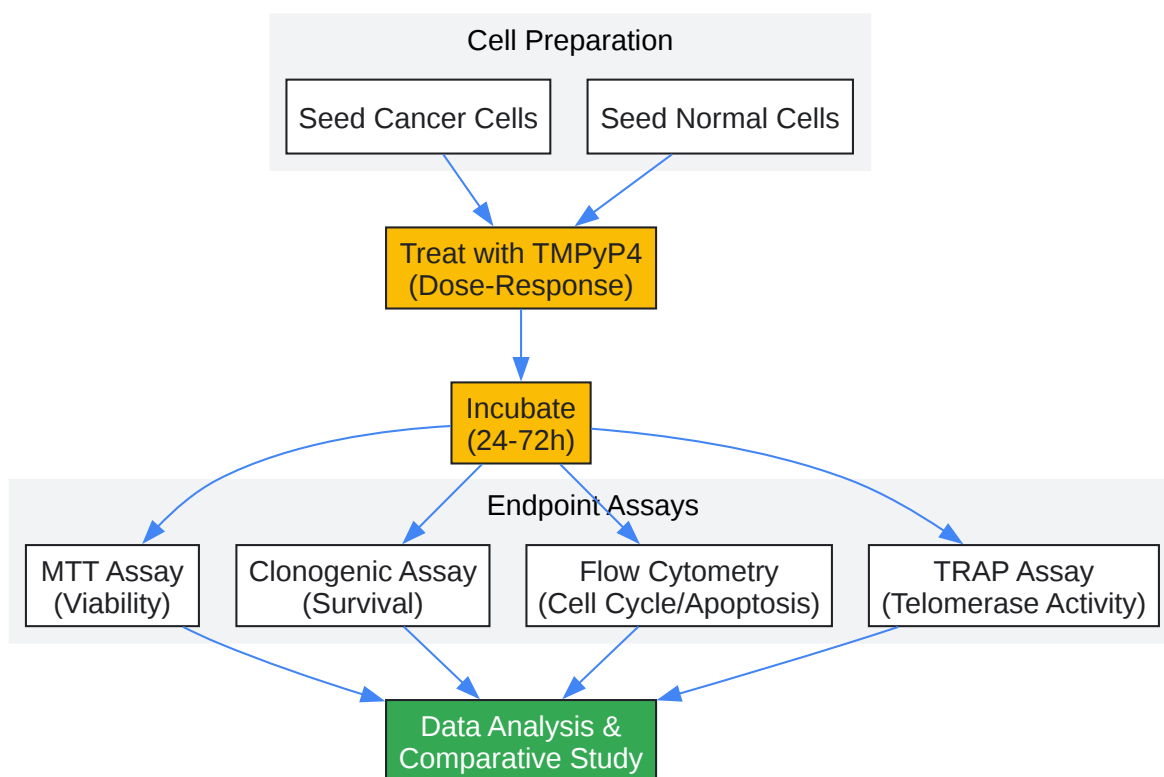 Cell Preparation
Seed Cancer Cells
Seed Normal Cells
Treat with TMPyP4
(Dose-Response)
Incubate
(24-72h)
Endpoint Assays
MTT Assay
(Viability)
Clonogenic Assay
(Survival)
Flow Cytometry
(Cell Cycle/Apoptosis)
TRAP Assay
(Telomerase Activity)
Data Analysis &
Comparative Study